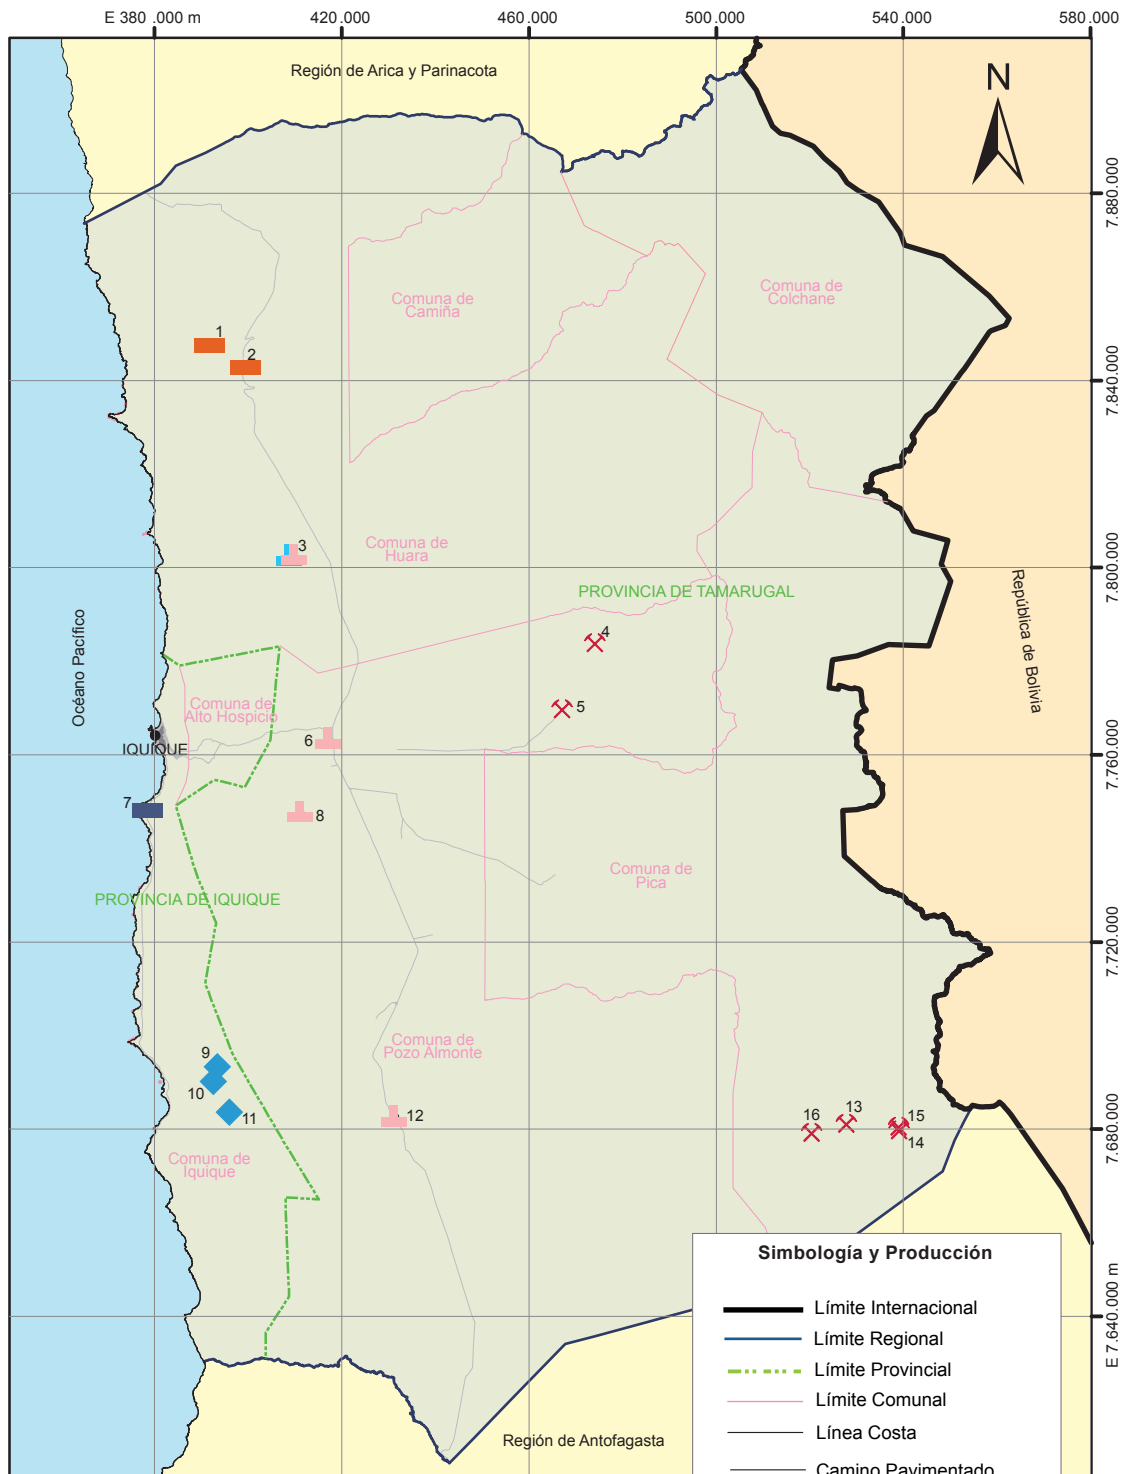 E 380 .000 m
420.000
460.000
500.000
540.000
580.000
Región de Arica y Parinacota
N
7.880.000
Comuna de
Camiña
Comuna de
Colchane
1
2
7.840.000
Comuna de
Huara
3
7.800.000
PROVINCIA DE TAMARUGAL
República de Bolivia
Océano Pacífico
4
5
Comuna de
Alto Hospicio
6
IQUIQUE
7.760.000
7
8
Comuna de
Pica
PROVINCIA DE IQUIQUE
7.720.000
Comuna de
Pozo Almonte
9
10
11
12
16
13
15
14
7.680.000
Comuna de
Iquique
Simbología y Producción
Límite Internacional
Límite Regional
Límite Provincial
Límite Comunal
Línea Costa
Camino Pavimentado
E 7.640.000 m
Región de Antofagasta